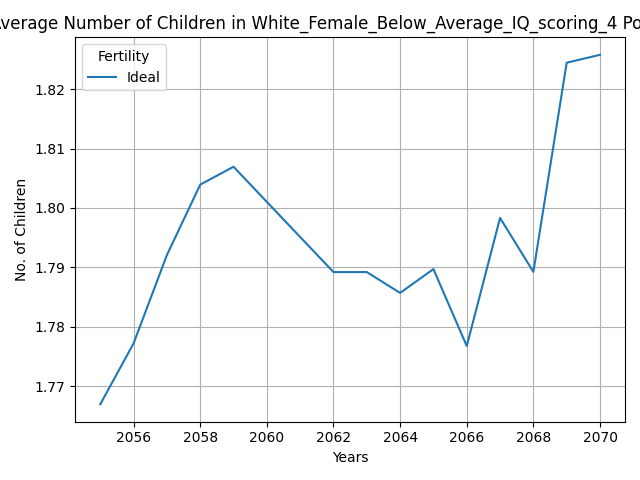 verage Number of Children in White_Female_Below_Average_IQ_scoring_4 Po
Fertility
Ideal
1.82
1.81
1.80
1.79
1.78
1.77
No. of Children
2056 2058 2060 2062 2064 2066 2068 2070
Years